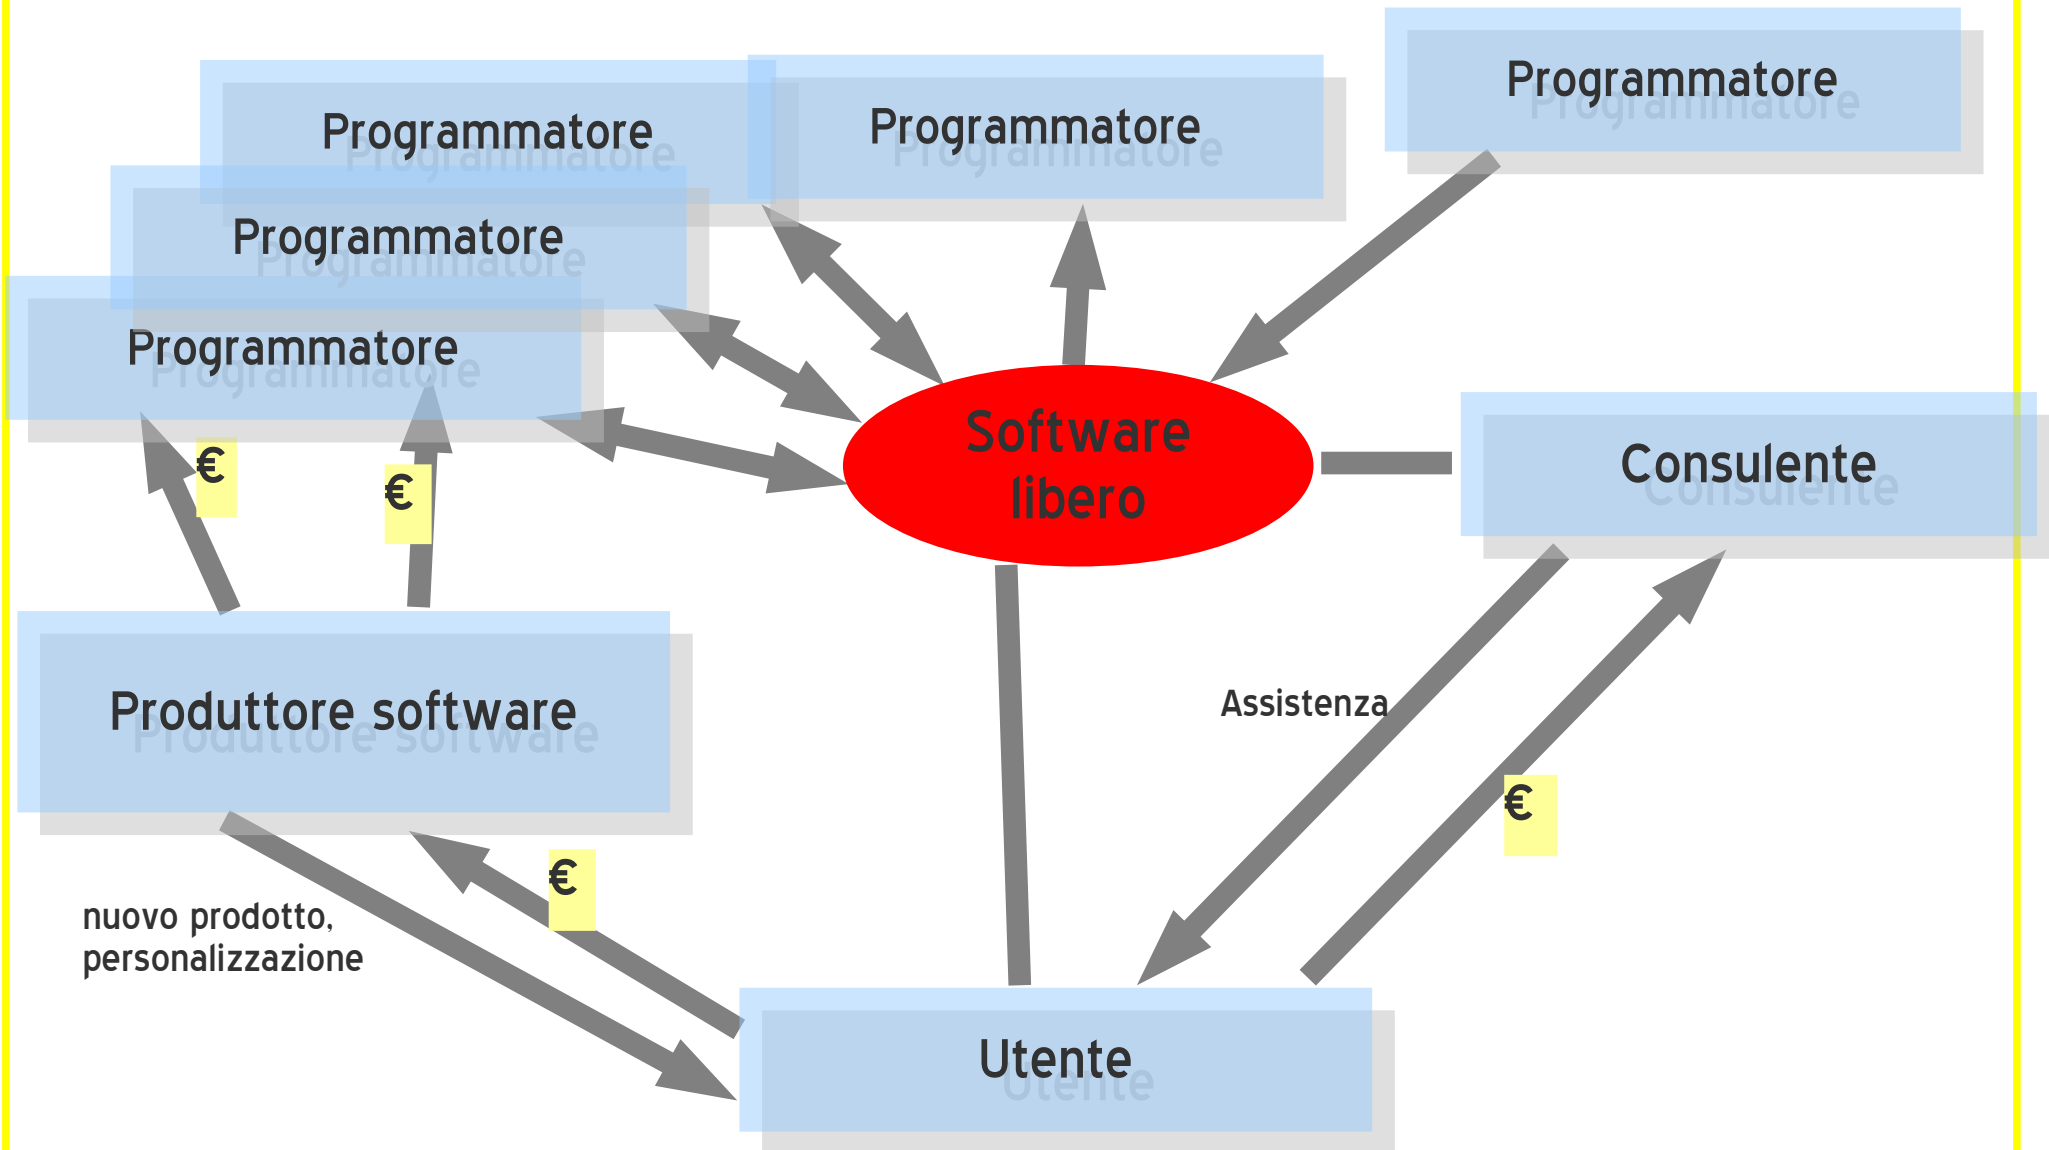 Programmatore
Programmatore
Programmatore
Programmatore
Programmatore
Software
libero
Consulente
€
€
Produttore software
Assistenza
€
€
nuovo prodotto,
personalizzazione
Utente